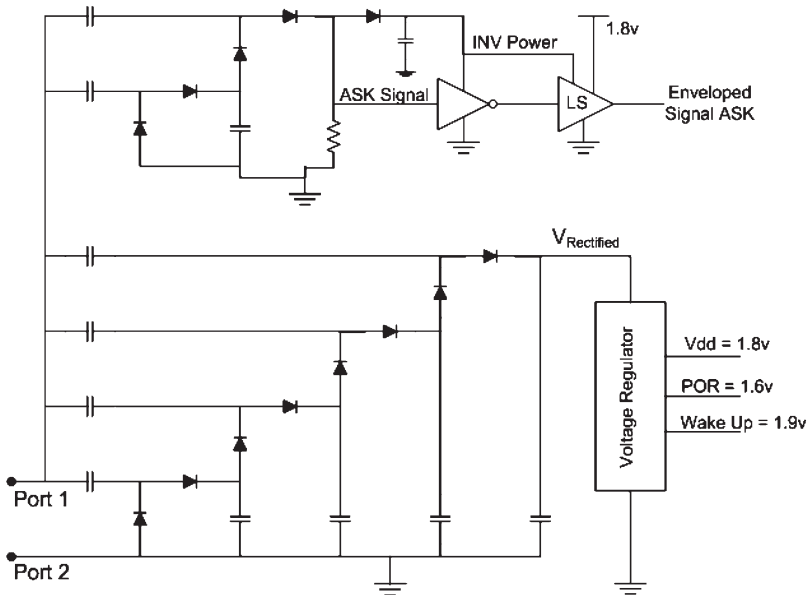 1.8v
INV Power
ASK Signal
LS
Enveloped
Signal ASK
VRectified
Voltage Regulator
Vdd = 1.8v
POR = 1.6v
Wake Up = 1.9v
Port 1
Port 2